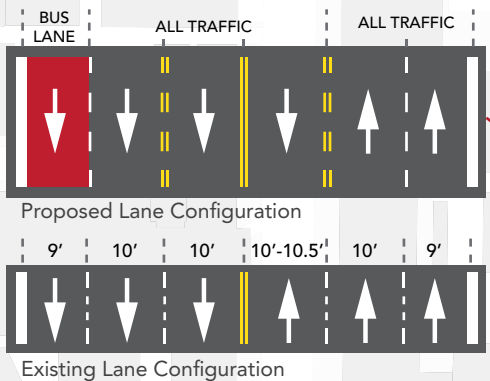 BUS
LANE
ALL TRAFFIC
ALL TRAFFIC
Proposed Lane Configuration
9’ 10’ 10’ 10’-10.5’ 10’ 9’
Existing Lane Configuration